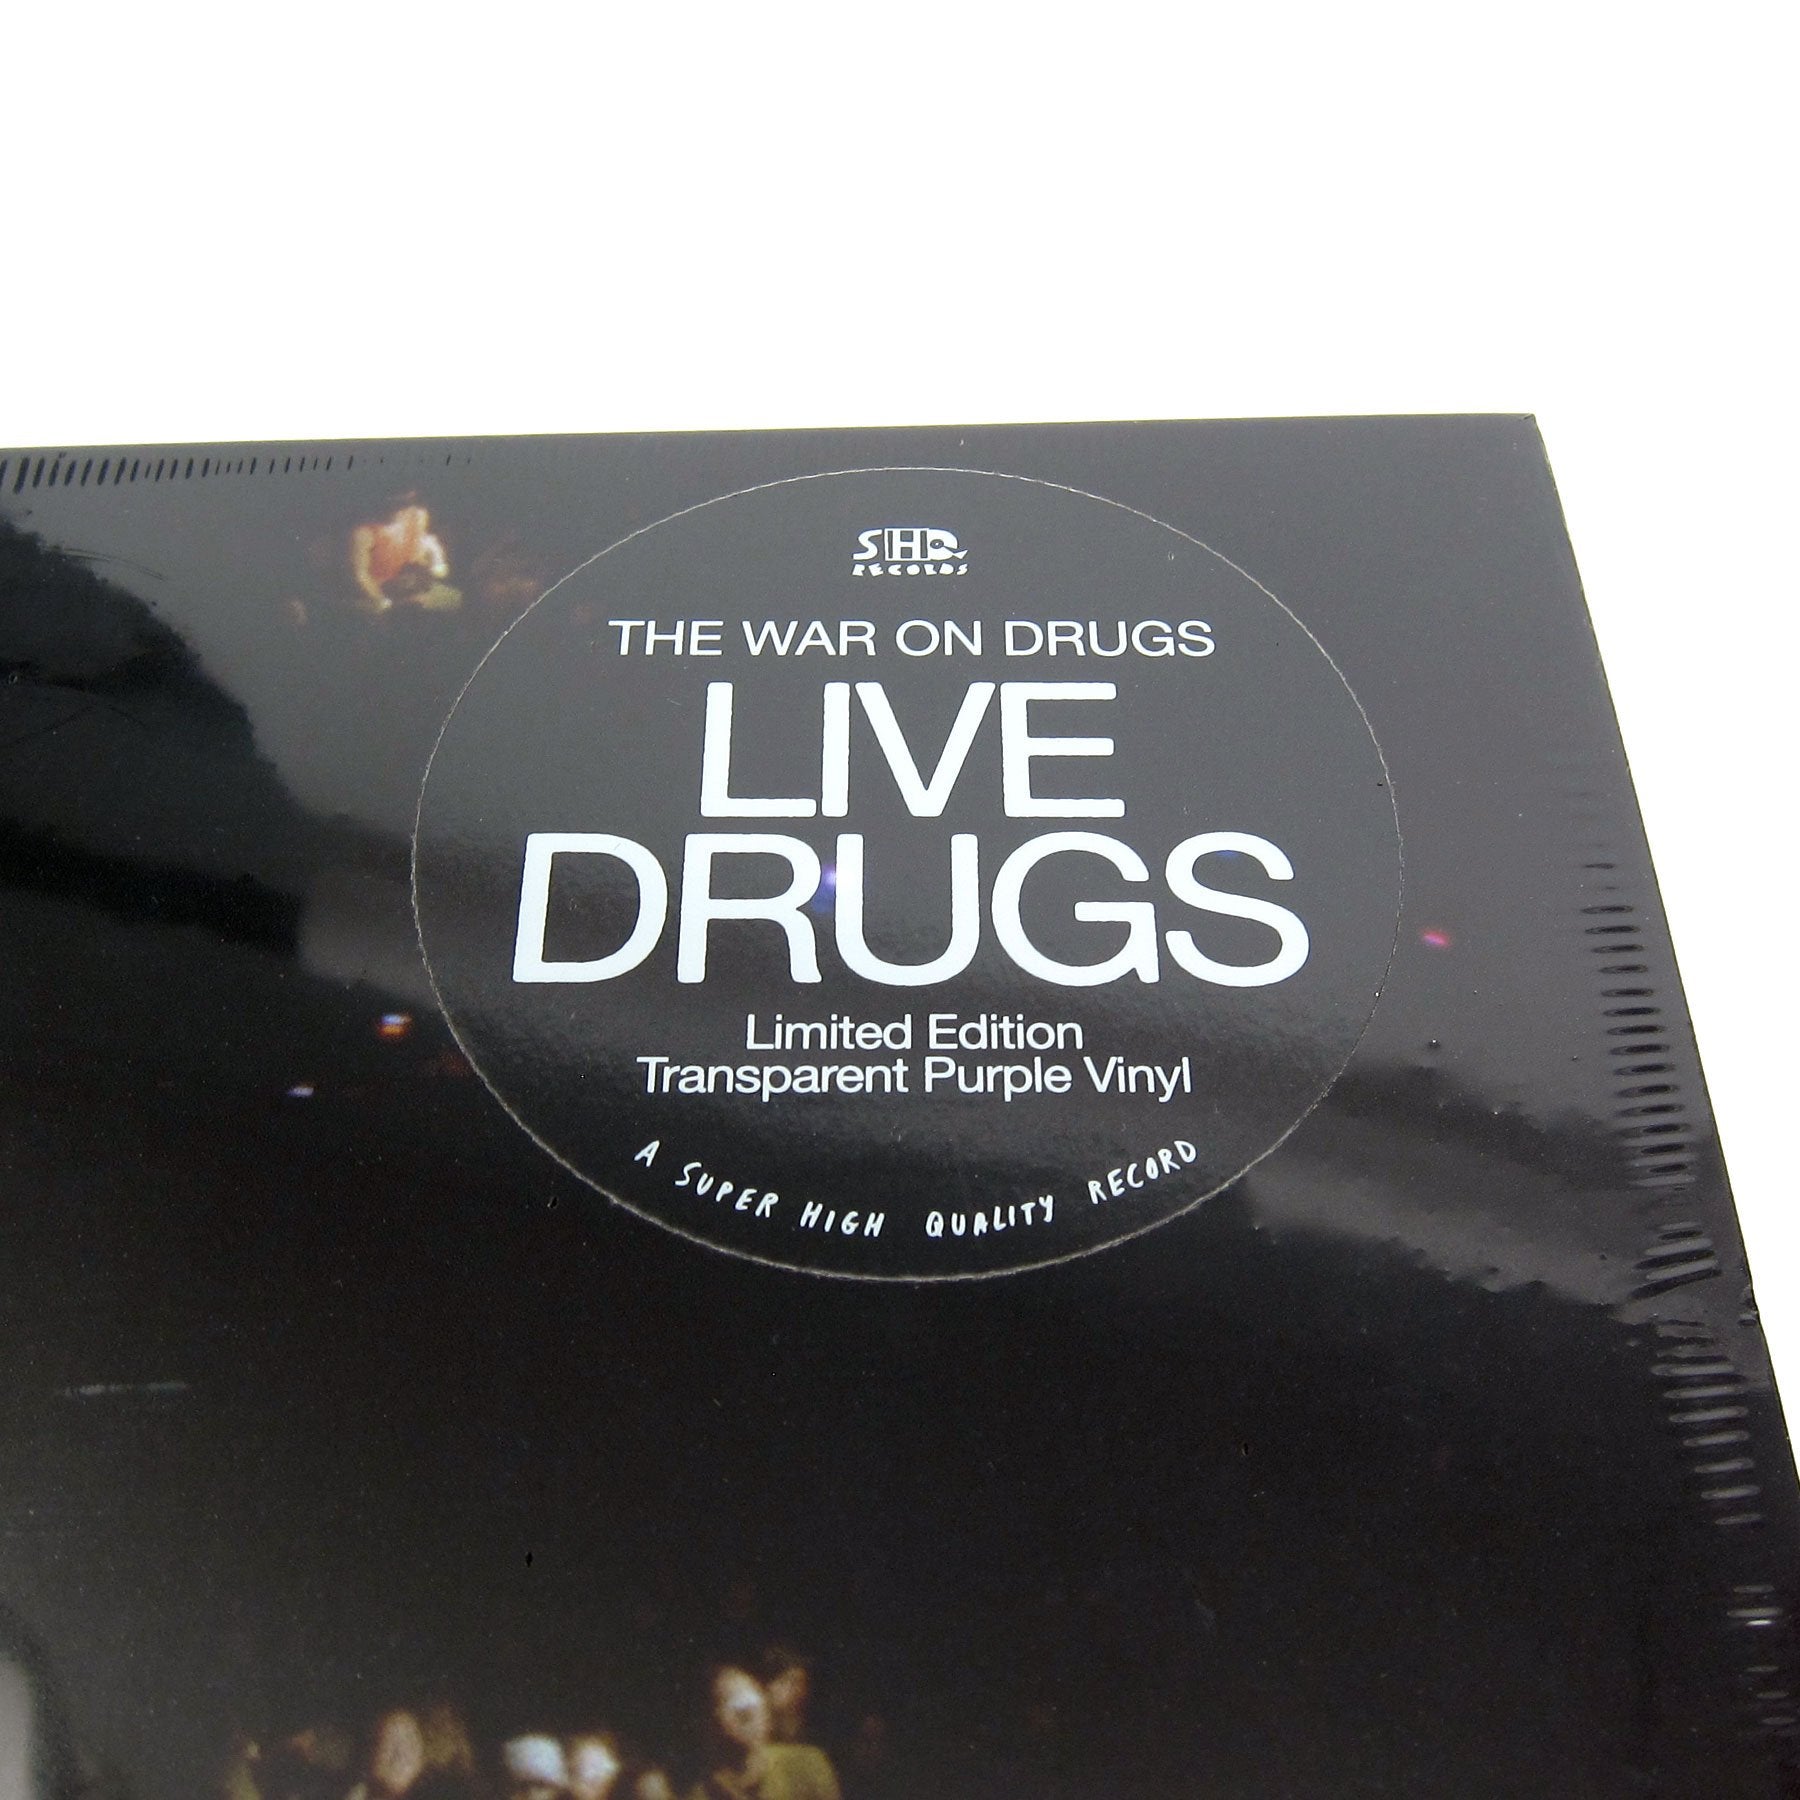 SHQ
RECORDS
THE WAR ON DRUGS
LIVE
DRUGS
Limited Edition
Transparent Purple Vinyl
A SUPER HIGH QUALITY RECORD